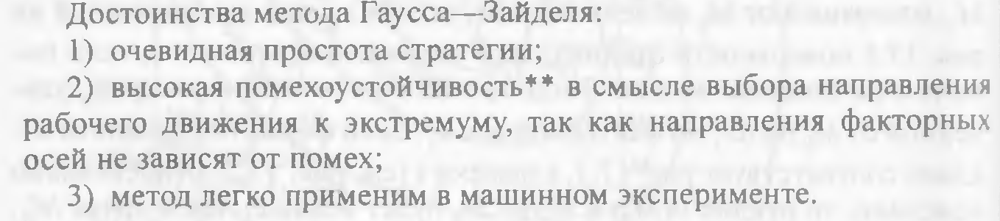 Достоинства метода Гаусса—Зайделя:
1) очевидная простота стратегии;
2) высокая помехоустойчивость** в смысле выбора направления
рабочего движения к экстремуму, так как направления факторных
осей не зависят от помех;
3) метод легко применим в машинном эксперименте.